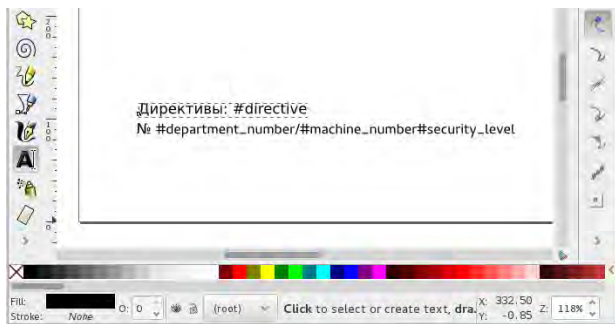 Директивы: #directive
№ #department_number/#machine_number#security_level
Fill:
Stroke: None
O: 0
(root)
Click to select or create text, dra.
X: 332.50
Y: -0.85
Z: 118%